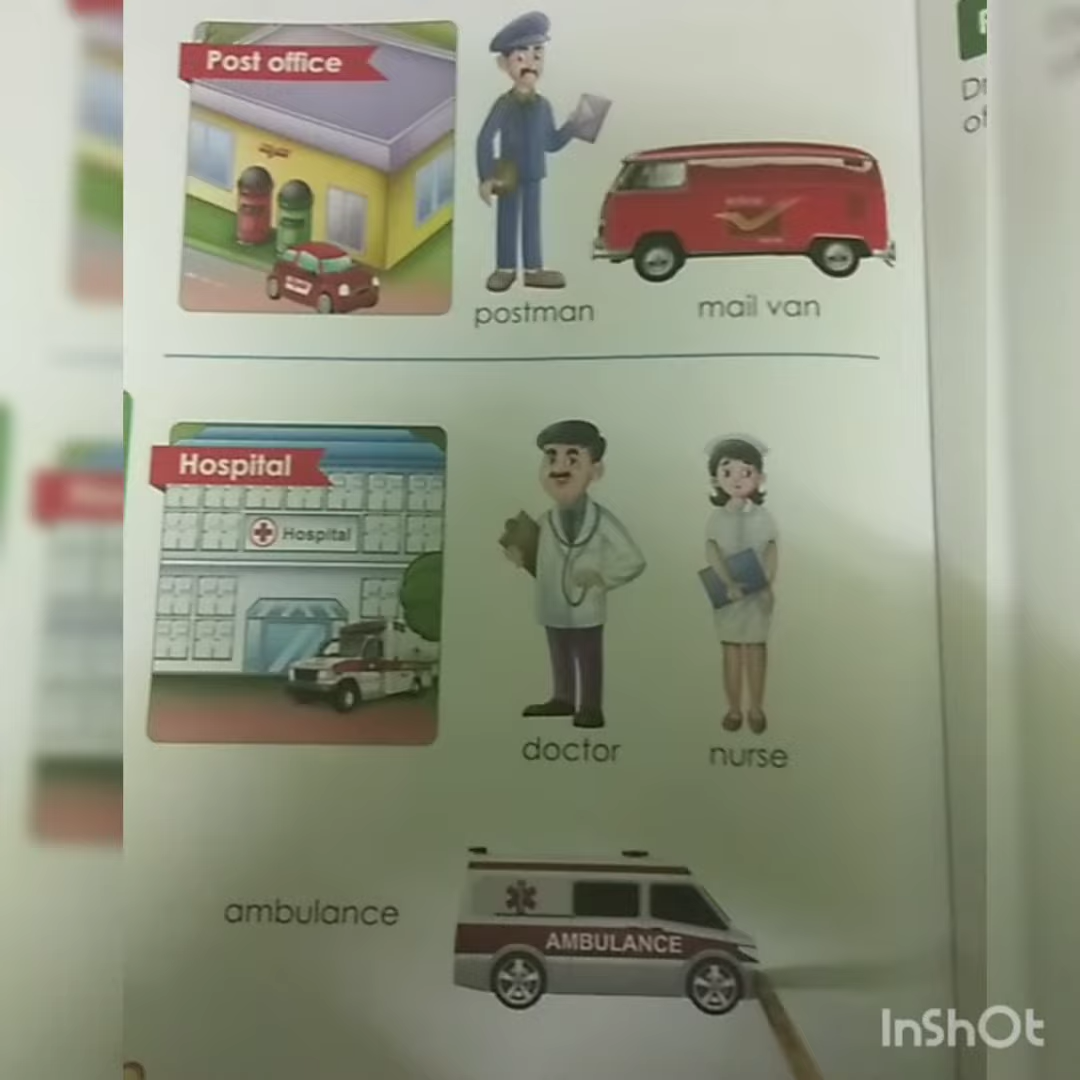 Post office
postman
mail van
Hospital
Hospital
doctor
nurse
ambulance
AMBULANCE
InShOt